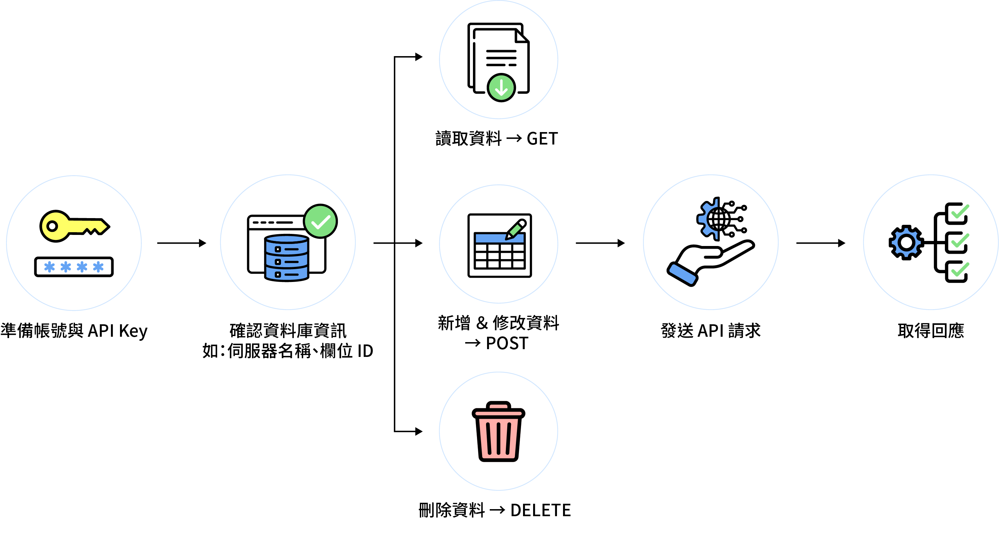 準備帳號與 API Key
確認資料庫資訊
如：伺服器名稱、欄位 ID
讀取資料 → GET
新增 & 修改資料
→ POST
刪除資料 → DELETE
發送 API 請求
取得回應